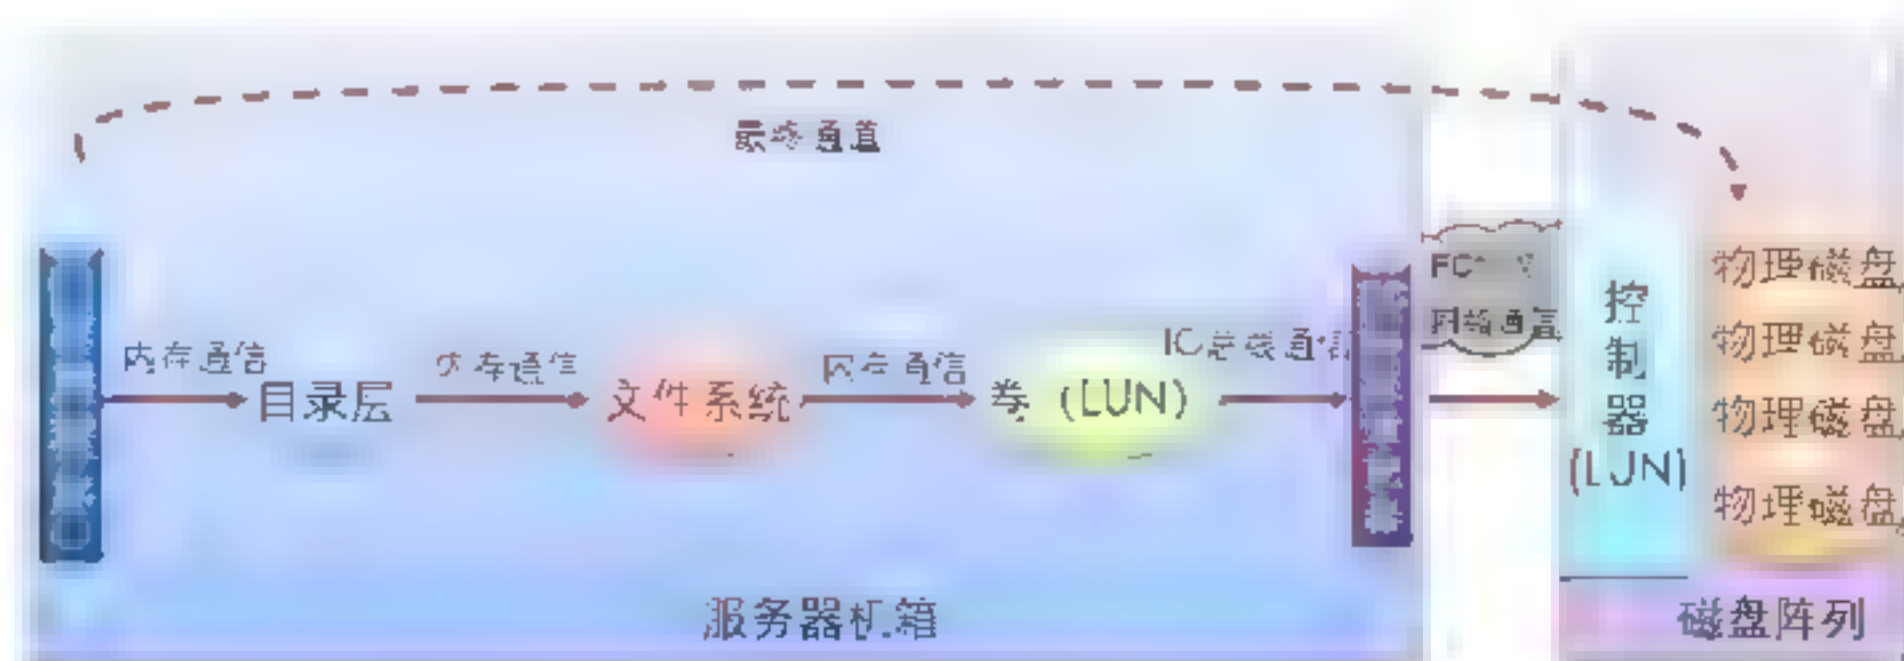 最终通道
内存通信
目录层
内存通信
文件系统
内存通信
卷 (LUN)
IO总线通信
FC
网络通信
控制器
(LUN)
物理磁盘
物理磁盘
物理磁盘
物理磁盘
服务器机箱
磁盘阵列